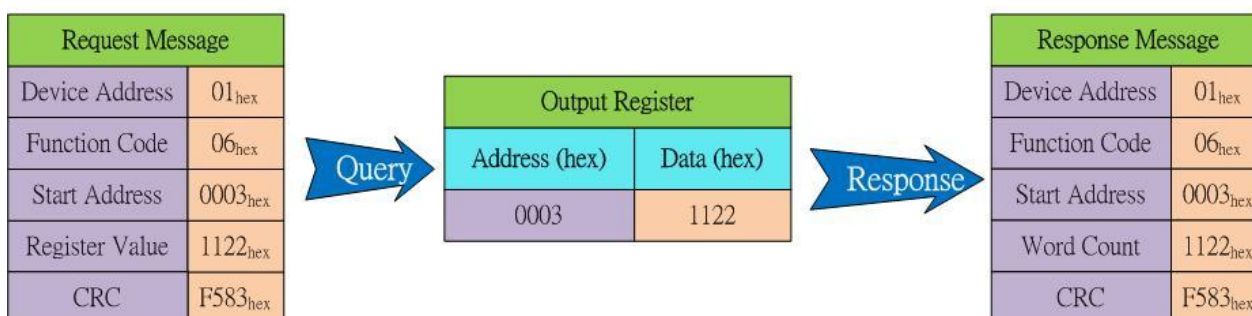 Request Message
Device Address 01hex
Function Code 06hex
Start Address 0003hex
Register Value 1122hex
CRC F583hex
Query
Output Register
Address (hex) Data (hex)
0003 1122
Response
Response Message
Device Address 01hex
Function Code 06hex
Start Address 0003hex
Word Count 1122hex
CRC F583hex